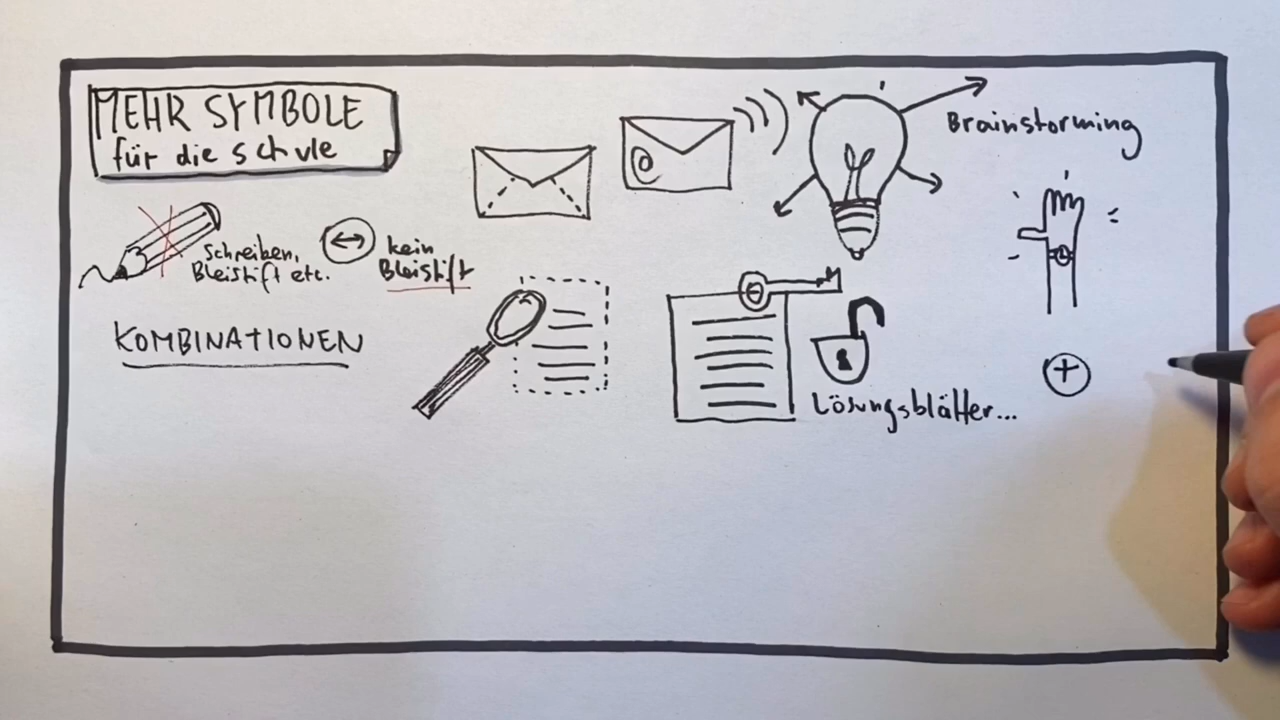 MEHR SYMBOLE
für die schule
@
Brainstorming
Schreiben,
Bleistift etc.
kein
Bleistift
KOMBINATIONEN
Lösungsblätter...
+